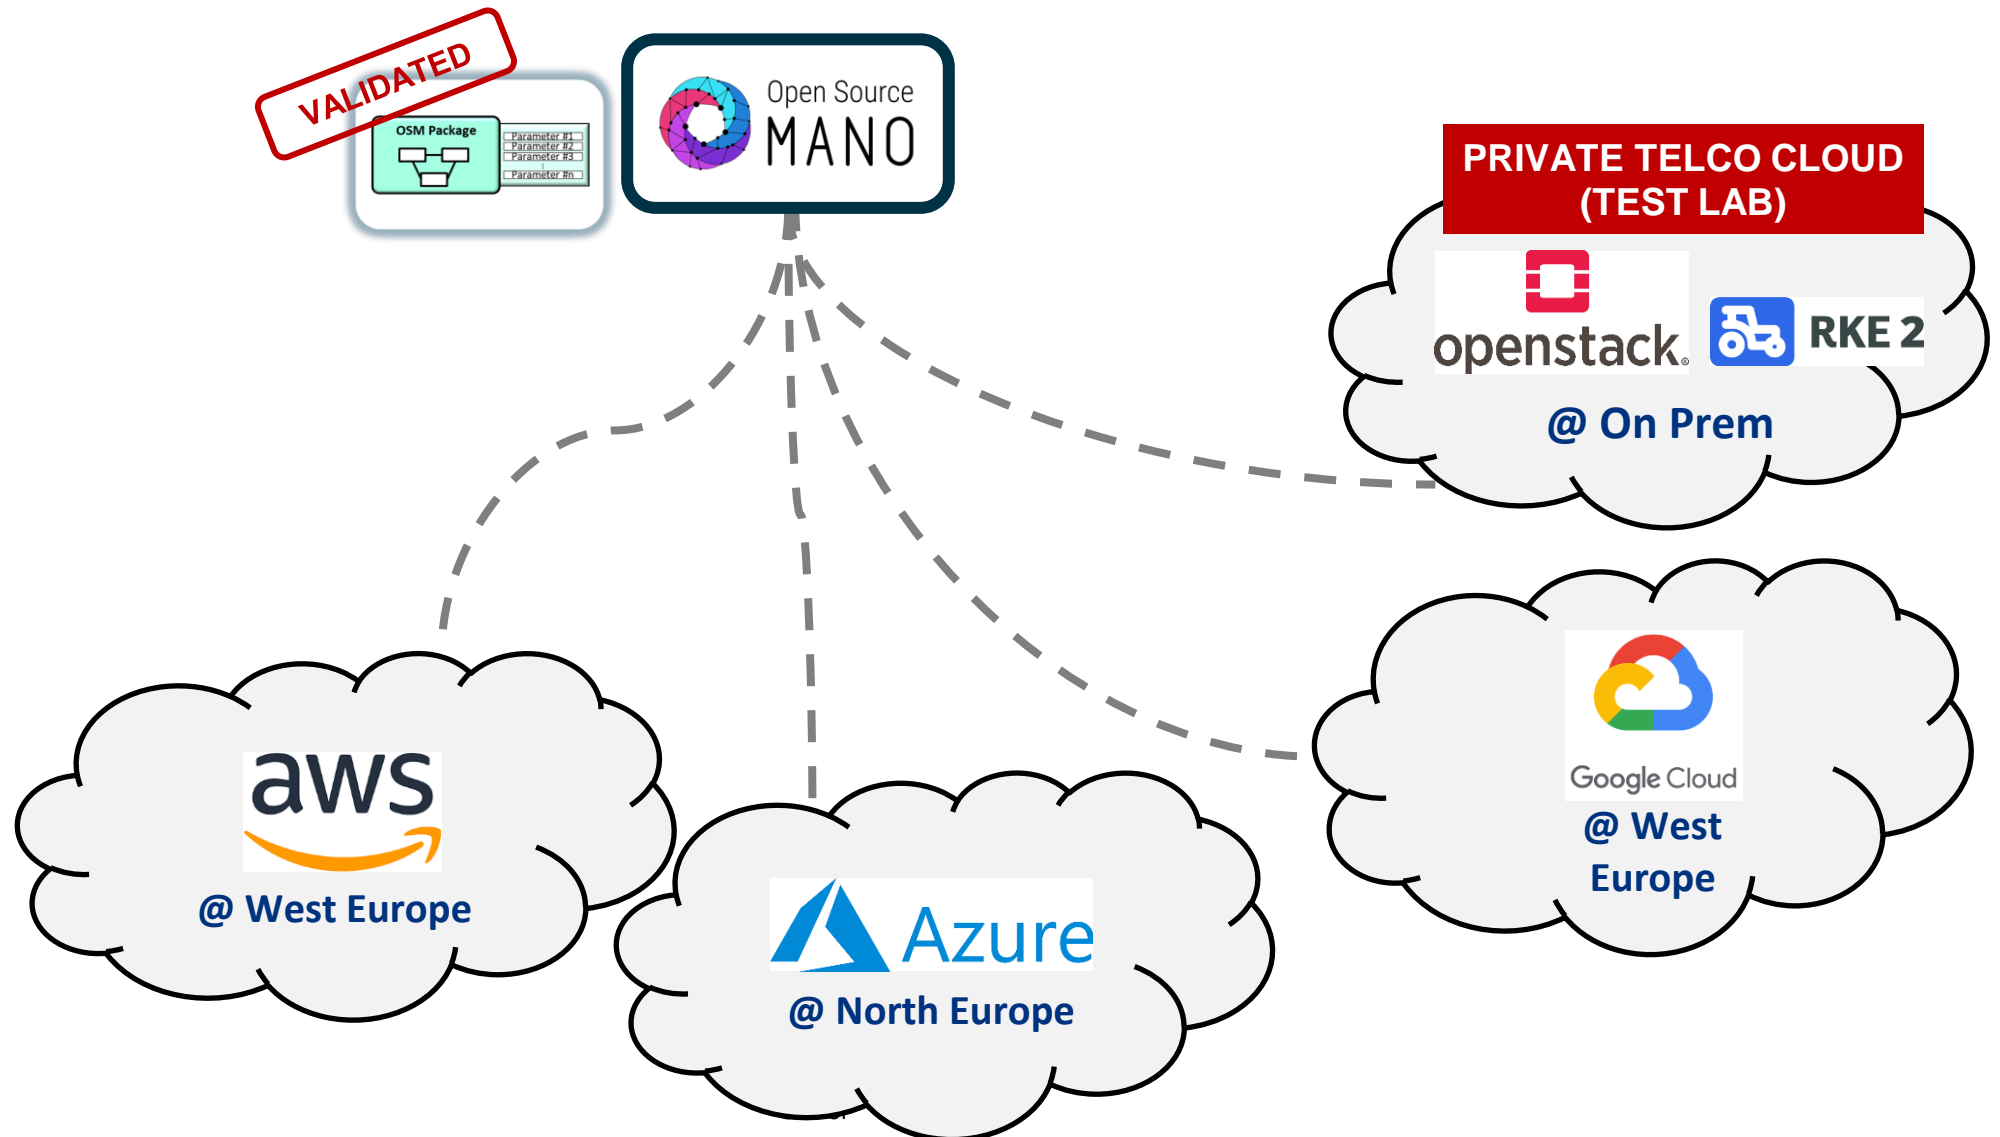 VALIDATED
OSM Package
Parameter #1
Parameter #2
Parameter #3
Parameter #n
Open Source
MANO
PRIVATE TELCO CLOUD
(TEST LAB)
openstack®
RKE 2
@ On Prem
aws
@ West Europe
Azure
@ North Europe
Google Cloud
@ West
Europe